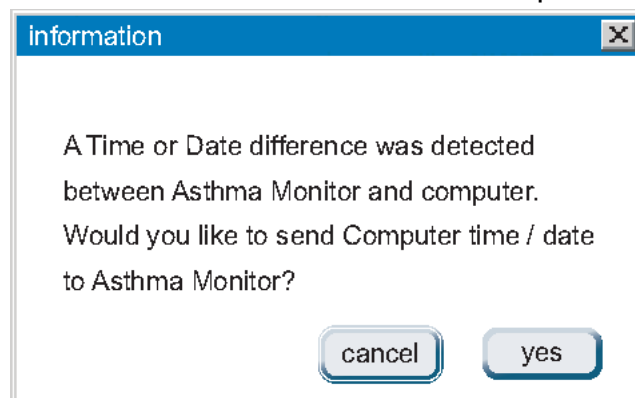 information
A Time or Date difference was detected
between Asthma Monitor and computer.
Would you like to send Computer time / date
to Asthma Monitor?
cancel yes